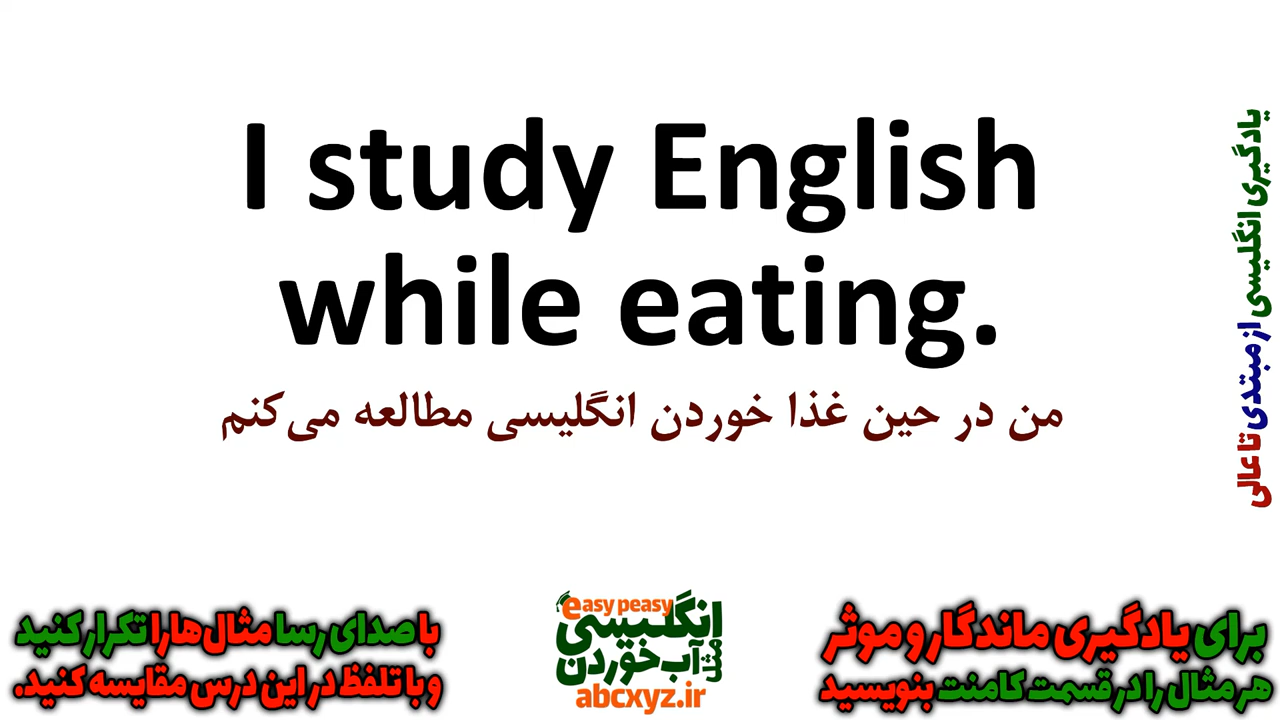 I study English
while eating.
من در حین غذا خوردن انگلیسی مطالعه می‌کنم
یادگیری انگلیسی از مبتدی تا عالی
با صدای رسا مثال‌ها را تکرار کنید
و با تلفظ در این درس مقایسه کنید.
easy peasy
انگلیسی
مثل آب خوردن
abcxyz.ir
برای یادگیری ماندگار و موثر
هر مثال را در قسمت کامنت بنویسید